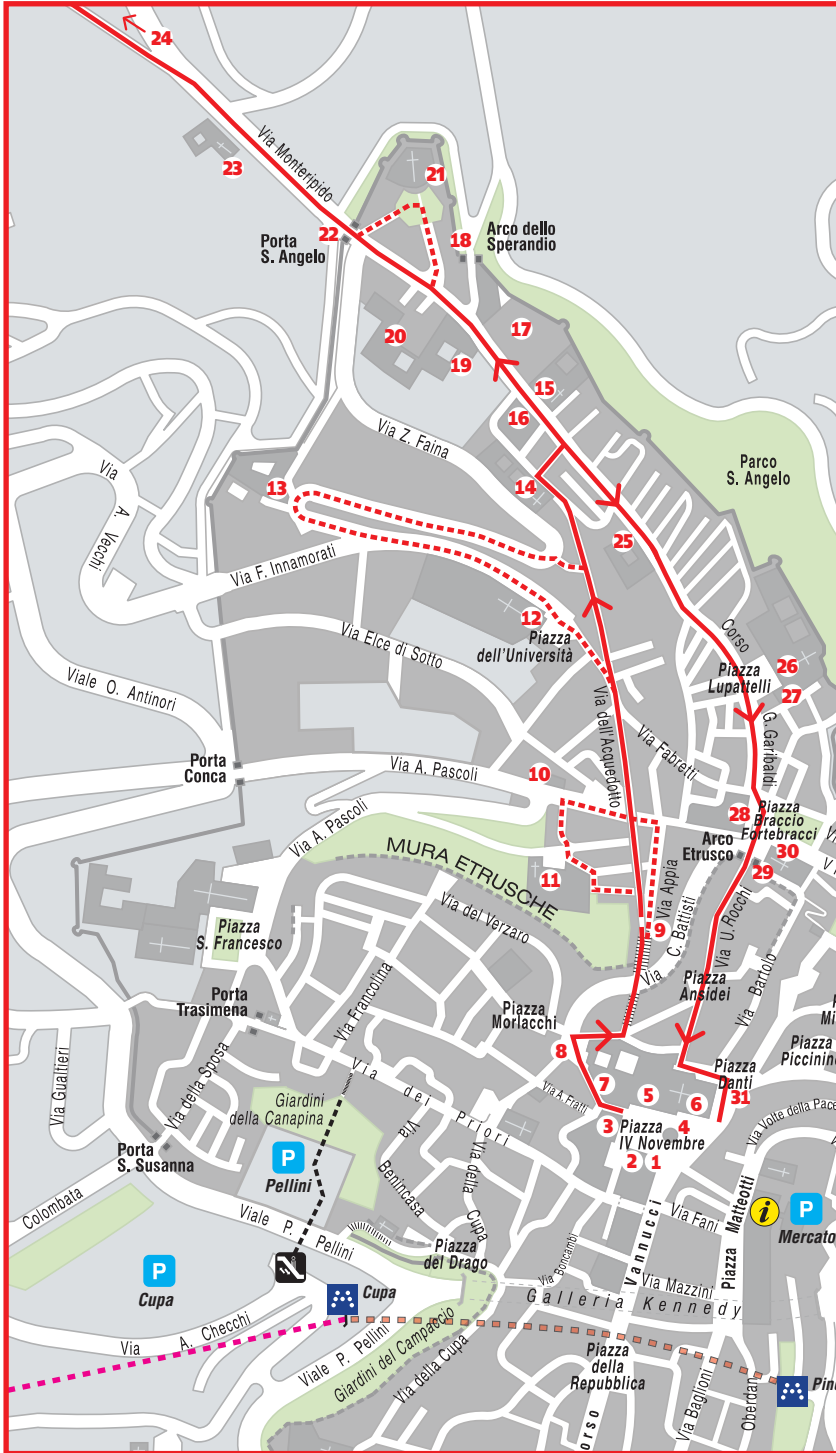 24
Via Monteripido
23
21
22
Porta
S. Angelo
18
Arco dello
Sperandio
17
20
19
15
16
Via Z. Faina
Parco
S. Angelo
Via
A. Vecchi
13
14
25
Via F. Innamorati
12
Piazza
dell'Università
Via Elce di Sotto
Corso
G. Garibaldi
Piazza
Lupattelli
26
27
Viale O. Antinori
Via dell'Acquedotto
Via Fabretti
Porta
Conca
Via A. Pascoli
10
28
Piazza
Braccio
Fortebracci
Via A. Pascoli
MURA ETRUSCHE
11
Arco
Etrusco
30
29
Via Appia
9
Via C. Battisti
Via U. Rocchi
Via del Verzaro
Piazza
S. Francesco
Piazza
Ansidei
Via Bartolo
Porta
Trasimena
Via Francolina
Piazza
Morlacchi
8
Piazza
Piccinin
Mi
Piazza
Danti
Via Gualtieri
Via della Sposa
Giardini
della Canapina
Via dei Priori
7
Via A. Fratti
5
6
31
3
Piazza
IV Novembre
4
2
1
Via Volte della Pace
Porta
S. Susanna
P
Pellini
Via
Benincasa
Via della
Cupa
Colombata
Viale P. Pellini
Via Fani
Piazza Matteotti
i
P
Mercato
Piazza
del Drago
Via Boncambi
Vannucci
Via Mazzini
P
Cupa
Cupa
Galleria Kennedy
Via A. Checchi
Viale P. Pellini
Giardini del Campaccio
Via della Cupa
Piazza
della
Repubblica
Via Baglioni
Oberdan
Pin
orso